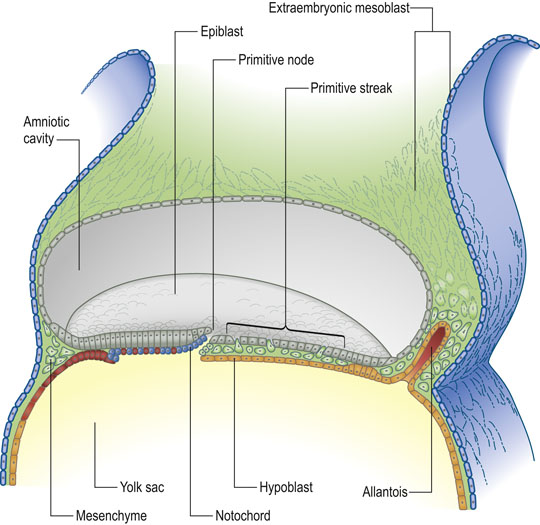 Extraembryonic mesoblast
Epiblast
Primitive node
Primitive streak
Amniotic
cavity
Yolk sac
Hypoblast
Allantois
Mesenchyme
Notochord